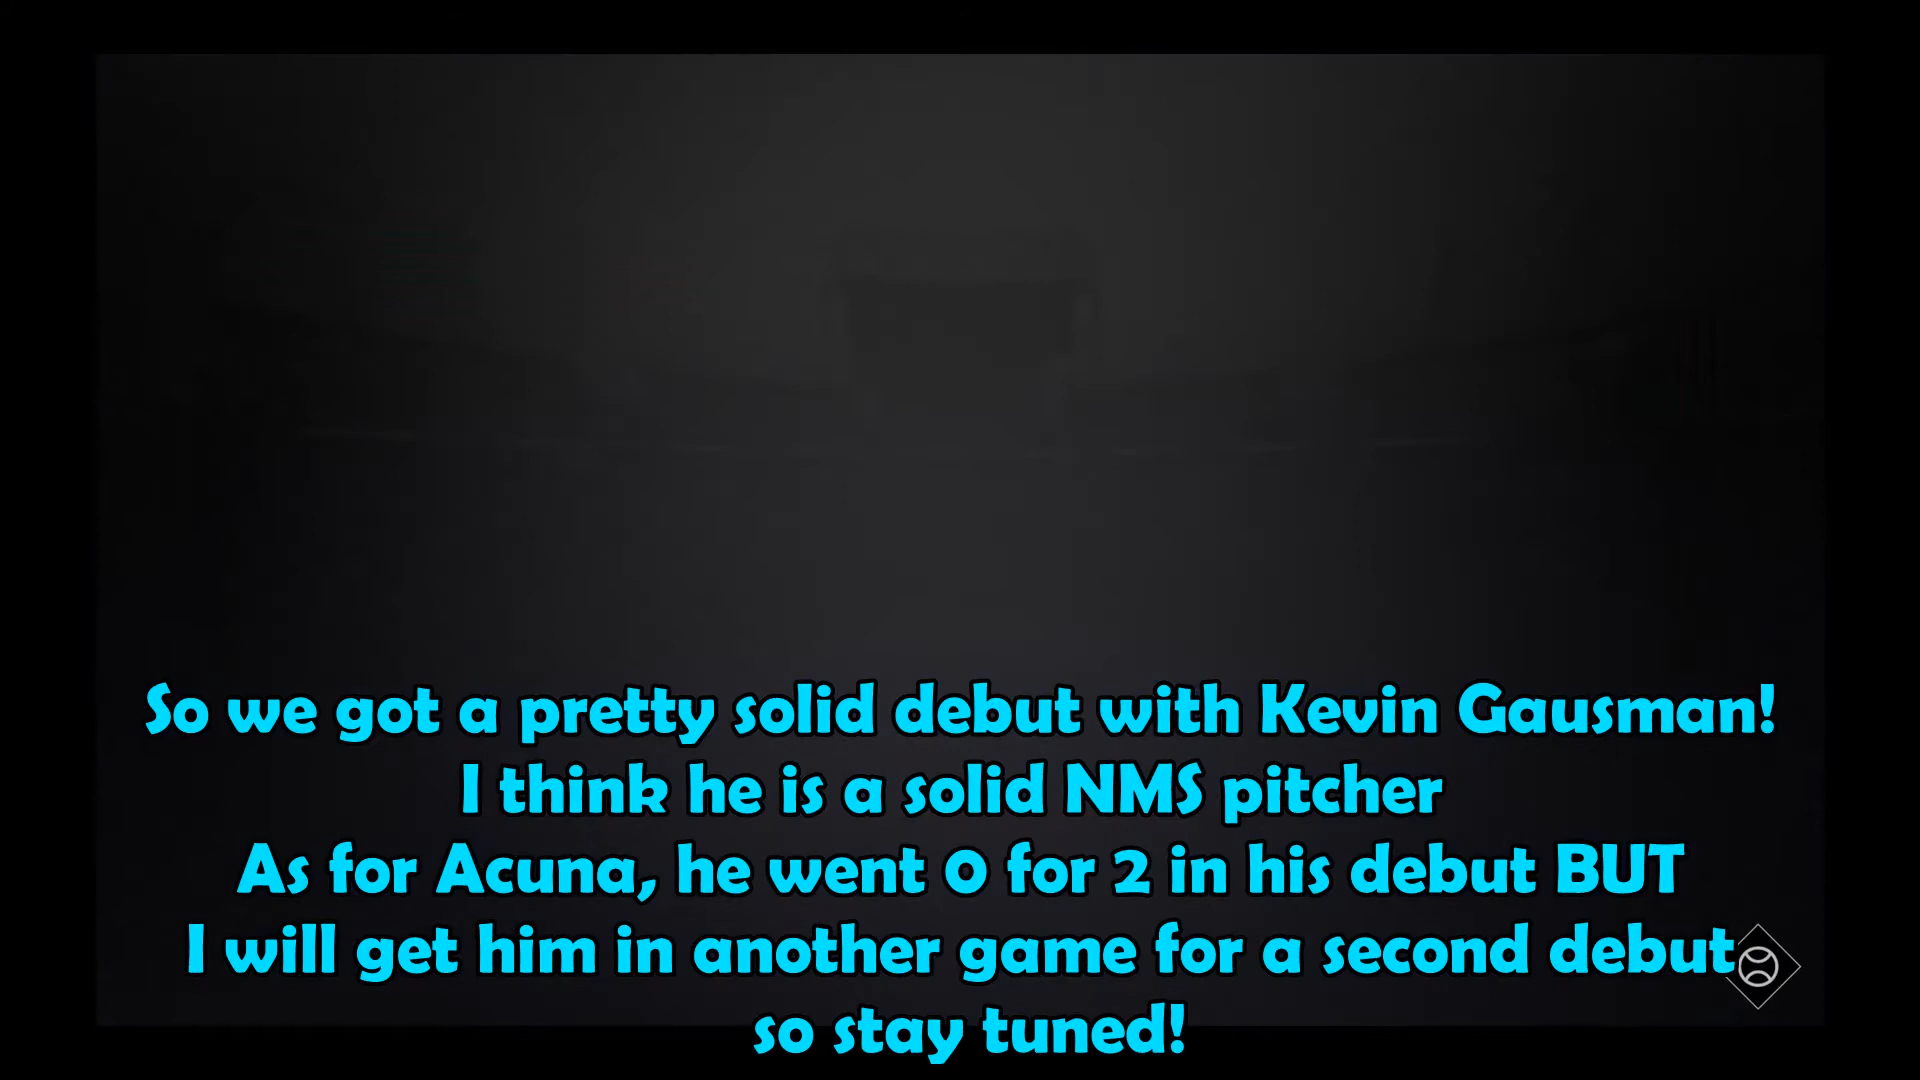 So we got a pretty solid debut with Kevin Gausman!
I think he is a solid NMS pitcher
As for Acuna, he went 0 for 2 in his debut BUT
I will get him in another game for a second debut
so stay tuned!